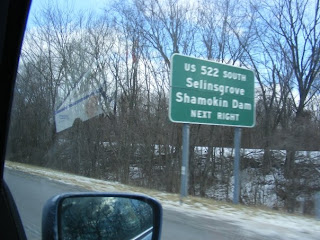 US 522 SOUTH
Selinsgrove
Shamokin Dam
NEXT RIGHT